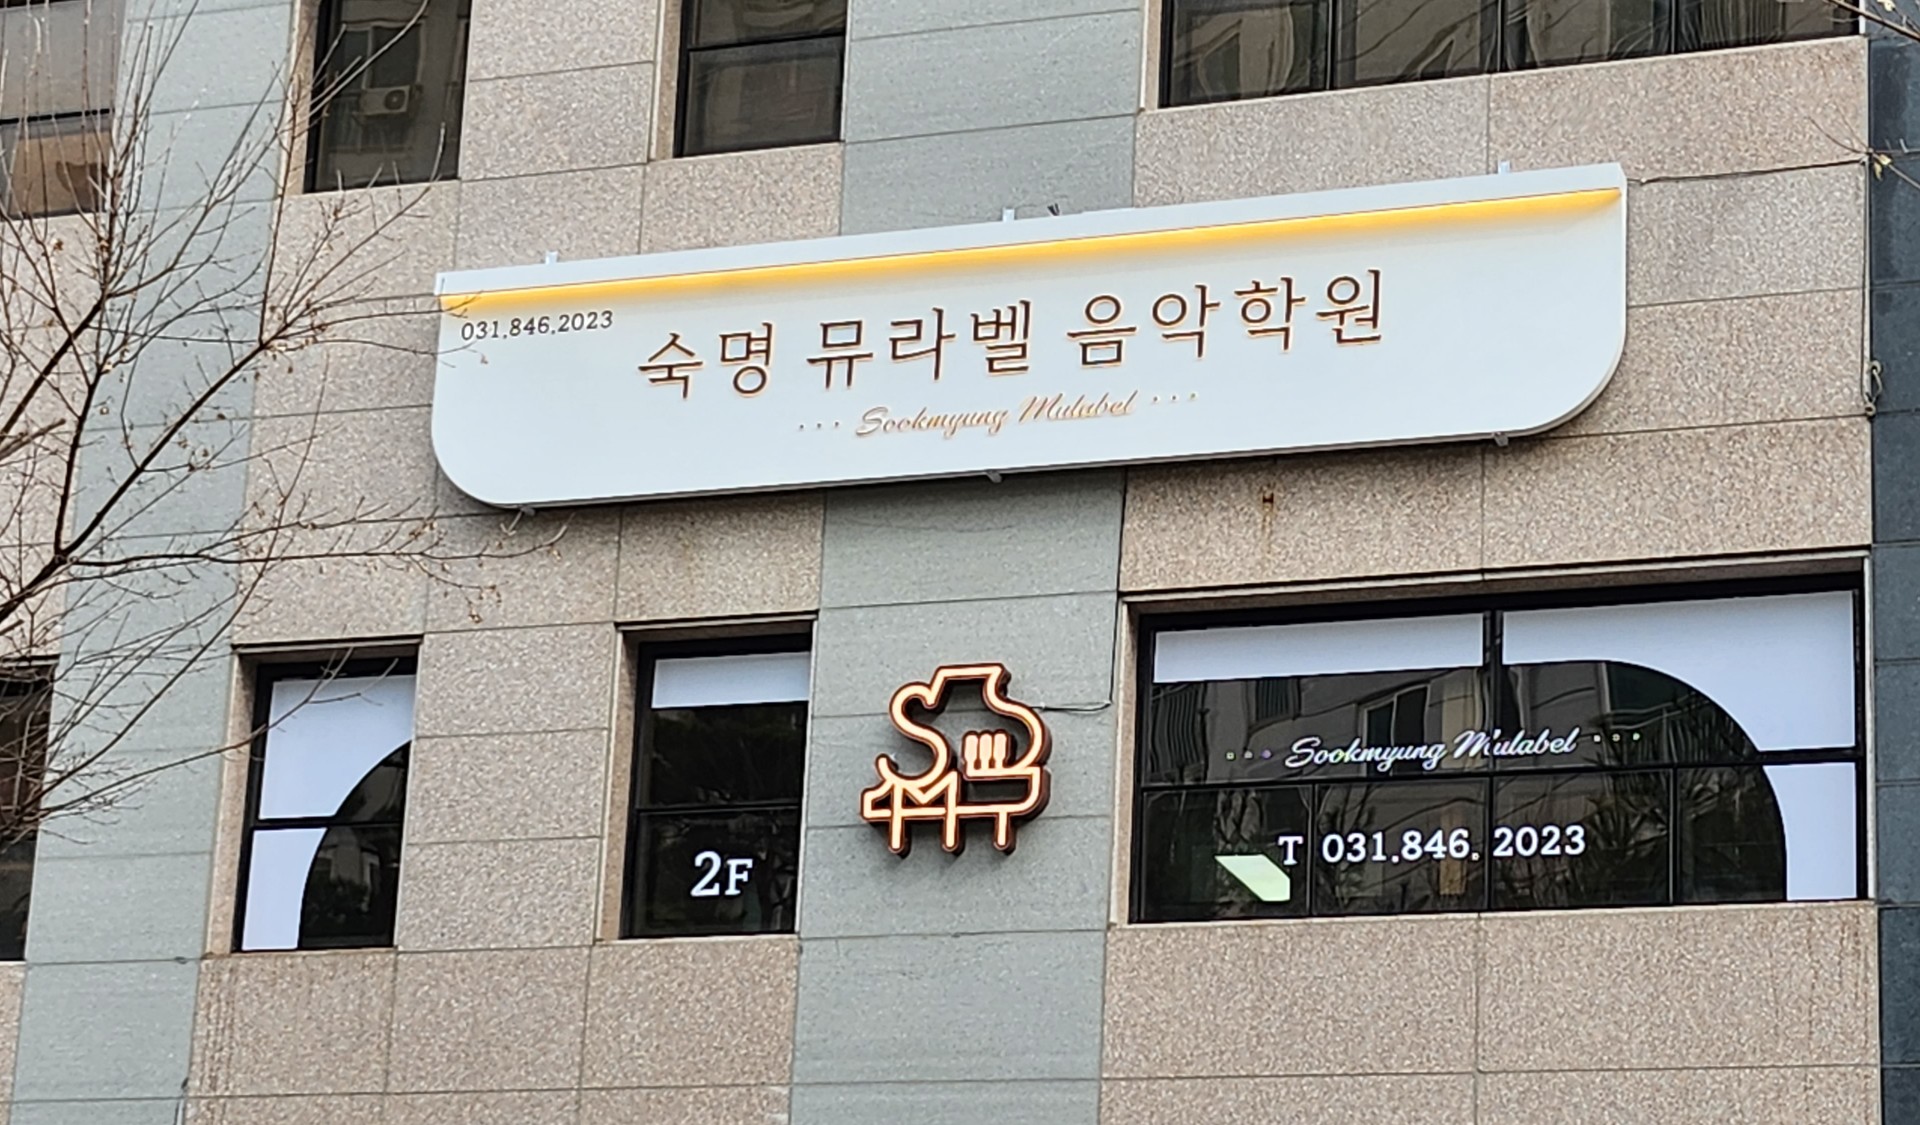 031.846.2023
숙명 뮤라벨 음악학원
··· Sookmyung Mulabel ···
··· Sookmyung M'ulabel ···
2F
T 031.846. 2023